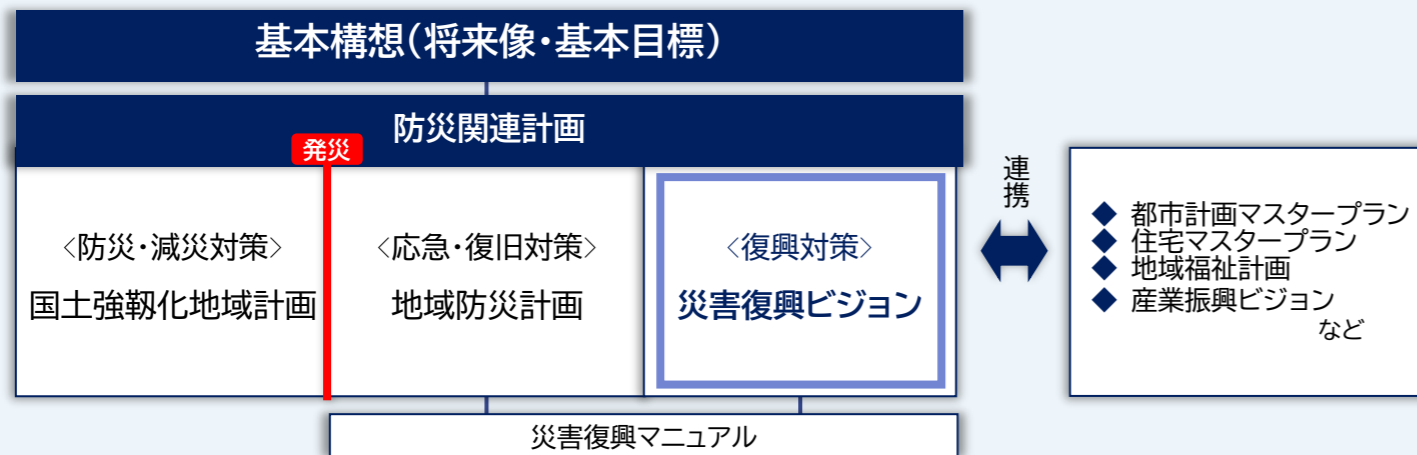 基本構想(将来像・基本目標)
防災関連計画
発災
<防災・減災対策>
国土強靱化地域計画
<応急・復旧対策>
地域防災計画
<復興対策>
災害復興ビジョン
災害復興マニュアル
連携
◆ 都市計画マスタープラン
◆ 住宅マスタープラン
◆ 地域福祉計画
◆ 産業振興ビジョン
など